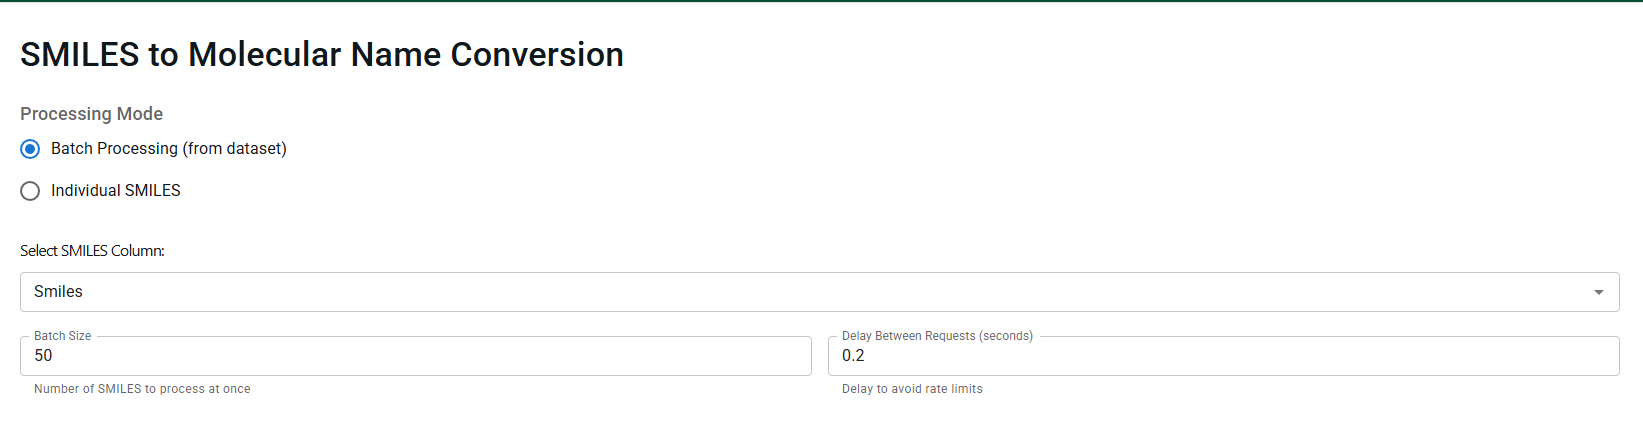 SMILES to Molecular Name Conversion
Processing Mode
Batch Processing (from dataset)
Individual SMILES
Select SMILES Column:
Smiles
Batch Size
50
Number of SMILES to process at once
Delay Between Requests (seconds)
0.2
Delay to avoid rate limits